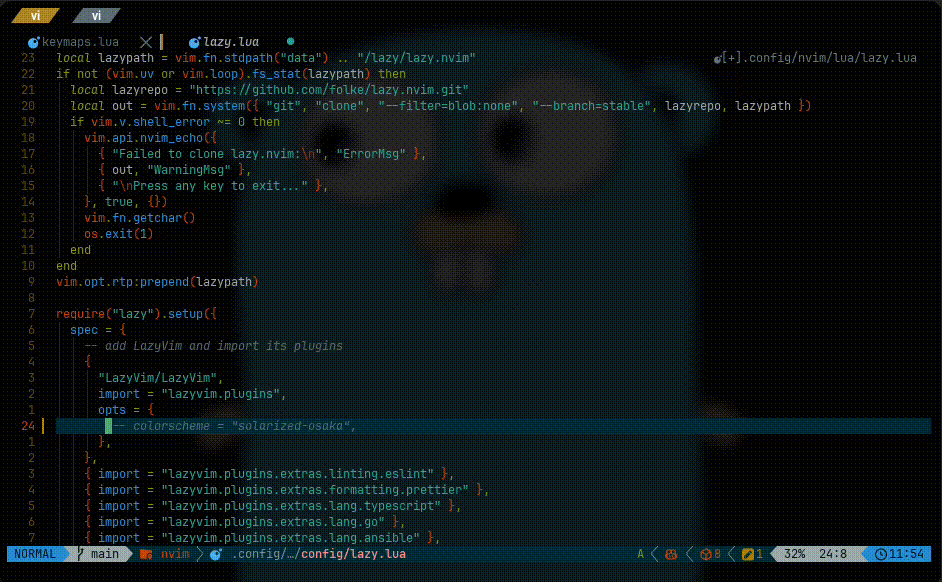 vi vi
keymaps.lua lazy.lua
23 local lazypath = vim.fn.stdpath("data") .. "/lazy/lazy.nvim" [+].config/nvim/lua/lazy.lua
22 if not (vim.uv or vim.loop).fs_stat(lazypath) then
21 local lazyrepo = "https://github.com/folke/lazy.nvim.git"
20 local out = vim.fn.system({ "git", "clone", "--filter=blob:none", "--branch=stable", lazyrepo, lazypath })
19 if vim.v.shell_error ~= 0 then
18 vim.api.nvim_echo({
17 { "Failed to clone lazy.nvim:\n", "ErrorMsg" },
16 { out, "WarningMsg" },
15 { "\nPress any key to exit..." },
14 }, true, {})
13 vim.fn.getchar()
12 os.exit(1)
11 end
10 end
9 vim.opt.rtp:prepend(lazypath)
8
7 require("lazy").setup({
6 spec = {
5 -- add LazyVim and import its plugins
4 {
3 "LazyVim/LazyVim",
2 import = "lazyvim.plugins",
1 opts = {
24 -- colorscheme = "solarized-osaka",
1 },
2 },
3 { import = "lazyvim.plugins.extras.linting.eslint" },
4 { import = "lazyvim.plugins.extras.formatting.prettier" },
5 { import = "lazyvim.plugins.extras.lang.typescript" },
6 { import = "lazyvim.plugins.extras.lang.go" },
7 { import = "lazyvim.plugins.extras.lang.ansible" },
NORMAL main nvim .config/…/config/lazy.lua A 8 1 32% 24:8 11:54